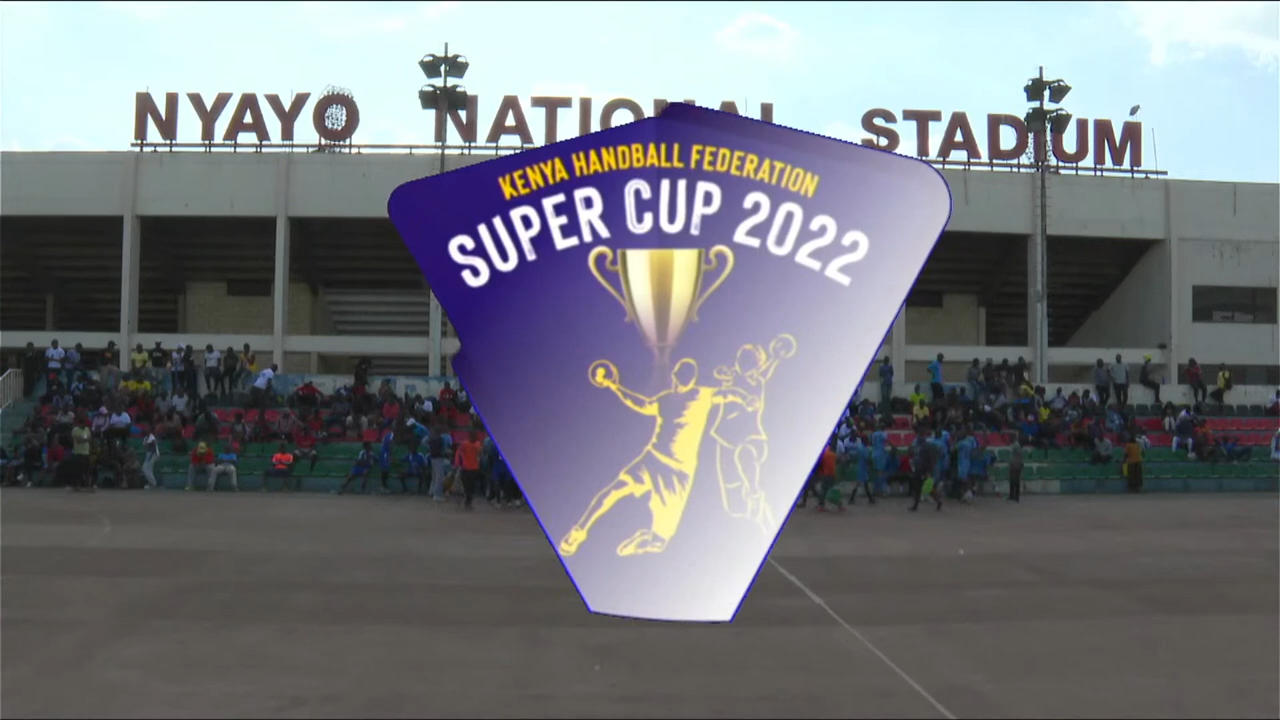 NYAYO NATIONAL STADIUM
KENYA HANDBALL FEDERATION
SUPER CUP 2022